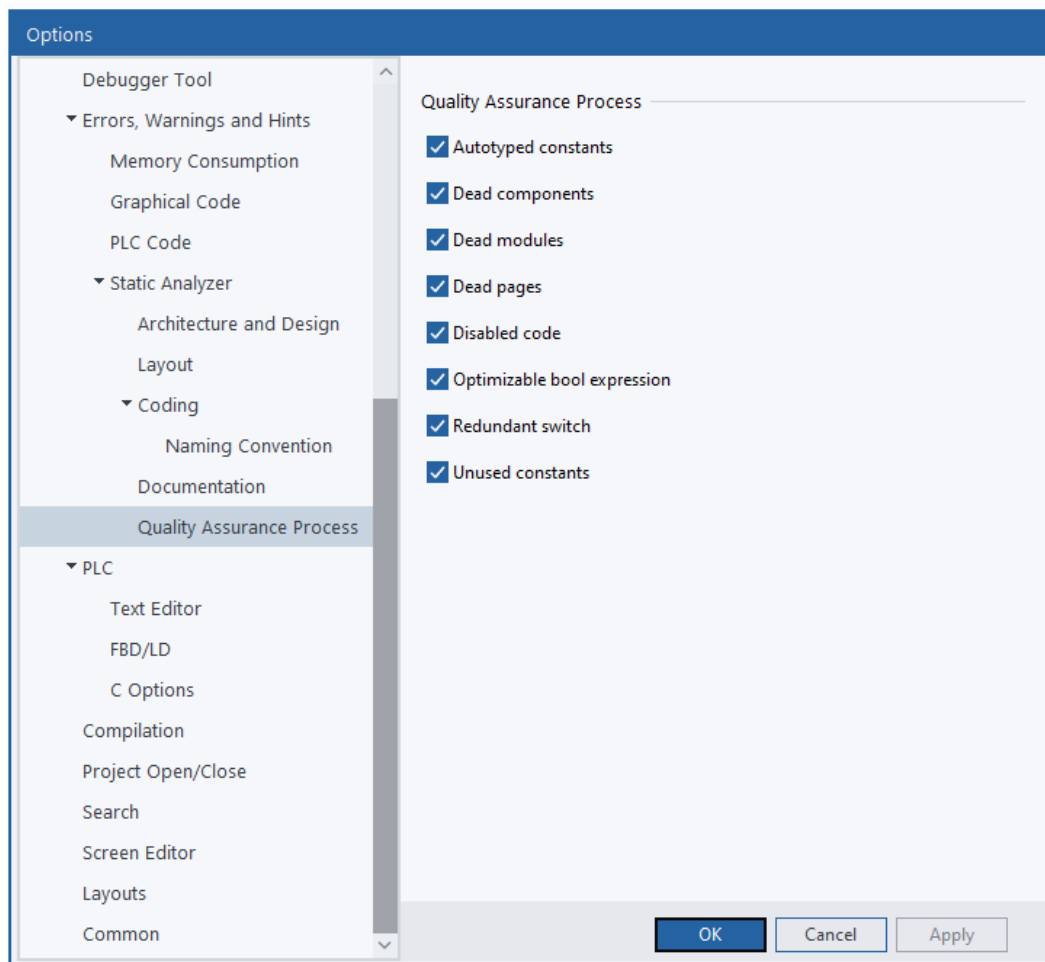 Options
Debugger Tool
Errors, Warnings and Hints
Memory Consumption
Graphical Code
PLC Code
Static Analyzer
Architecture and Design
Layout
Coding
Naming Convention
Documentation
Quality Assurance Process
PLC
Text Editor
FBD/LD
C Options
Compilation
Project Open/Close
Search
Screen Editor
Layouts
Common
Quality Assurance Process
Autotyped constants
Dead components
Dead modules
Dead pages
Disabled code
Optimizable bool expression
Redundant switch
Unused constants
OK
Cancel
Apply